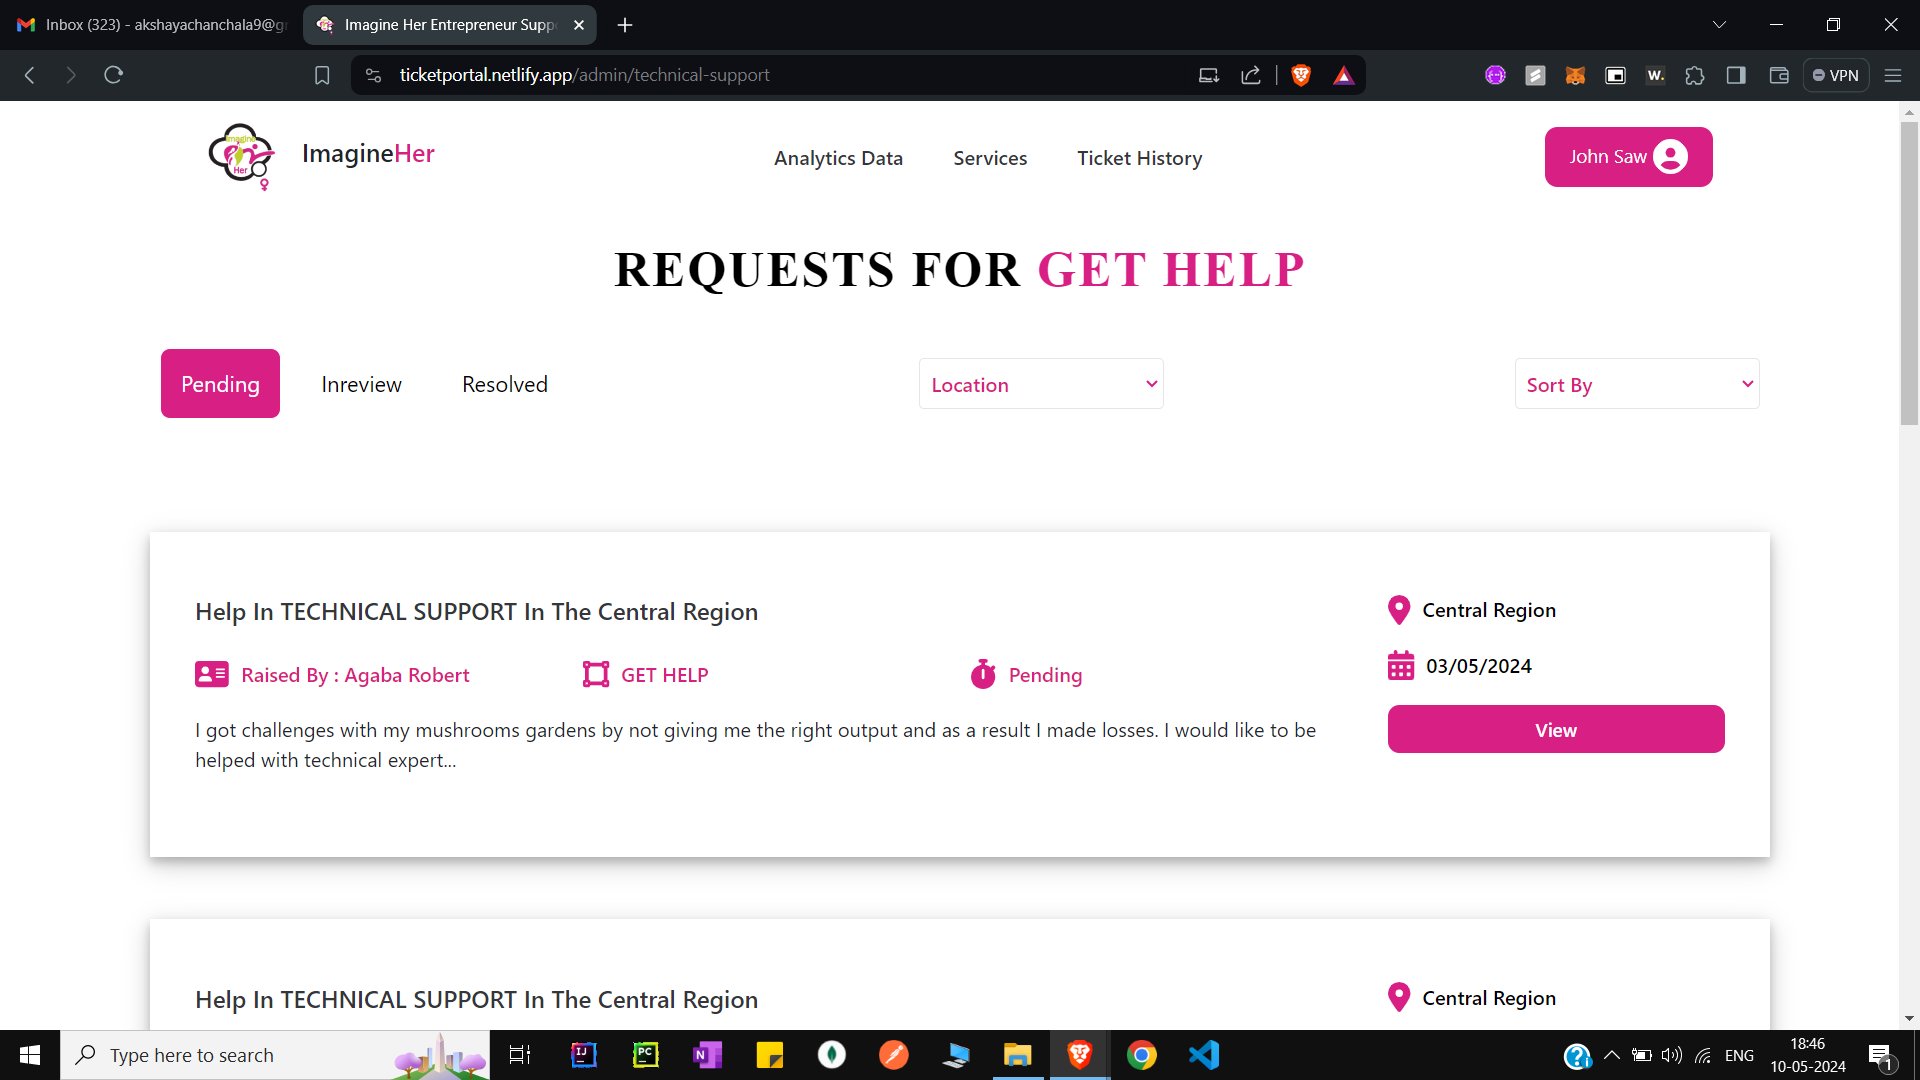 Inbox (323) - akshayachanchala9@g
Imagine Her Entrepreneur Supp
ticketportal.netlify.app/admin/technical-support
W.
VPN
Imagine
Her
ImagineHer
Analytics Data
Services
Ticket History
John Saw
REQUESTS FOR GET HELP
Pending
Inreview
Resolved
Location
Sort By
Help In TECHNICAL SUPPORT In The Central Region
Central Region
Raised By : Agaba Robert
GET HELP
Pending
03/05/2024
I got challenges with my mushrooms gardens by not giving me the right output and as a result I made losses. I would like to be
helped with technical expert...
View
Help In TECHNICAL SUPPORT In The Central Region
Central Region
Type here to search
IJ
PC
N
ENG
18:46
10-05-2024
1